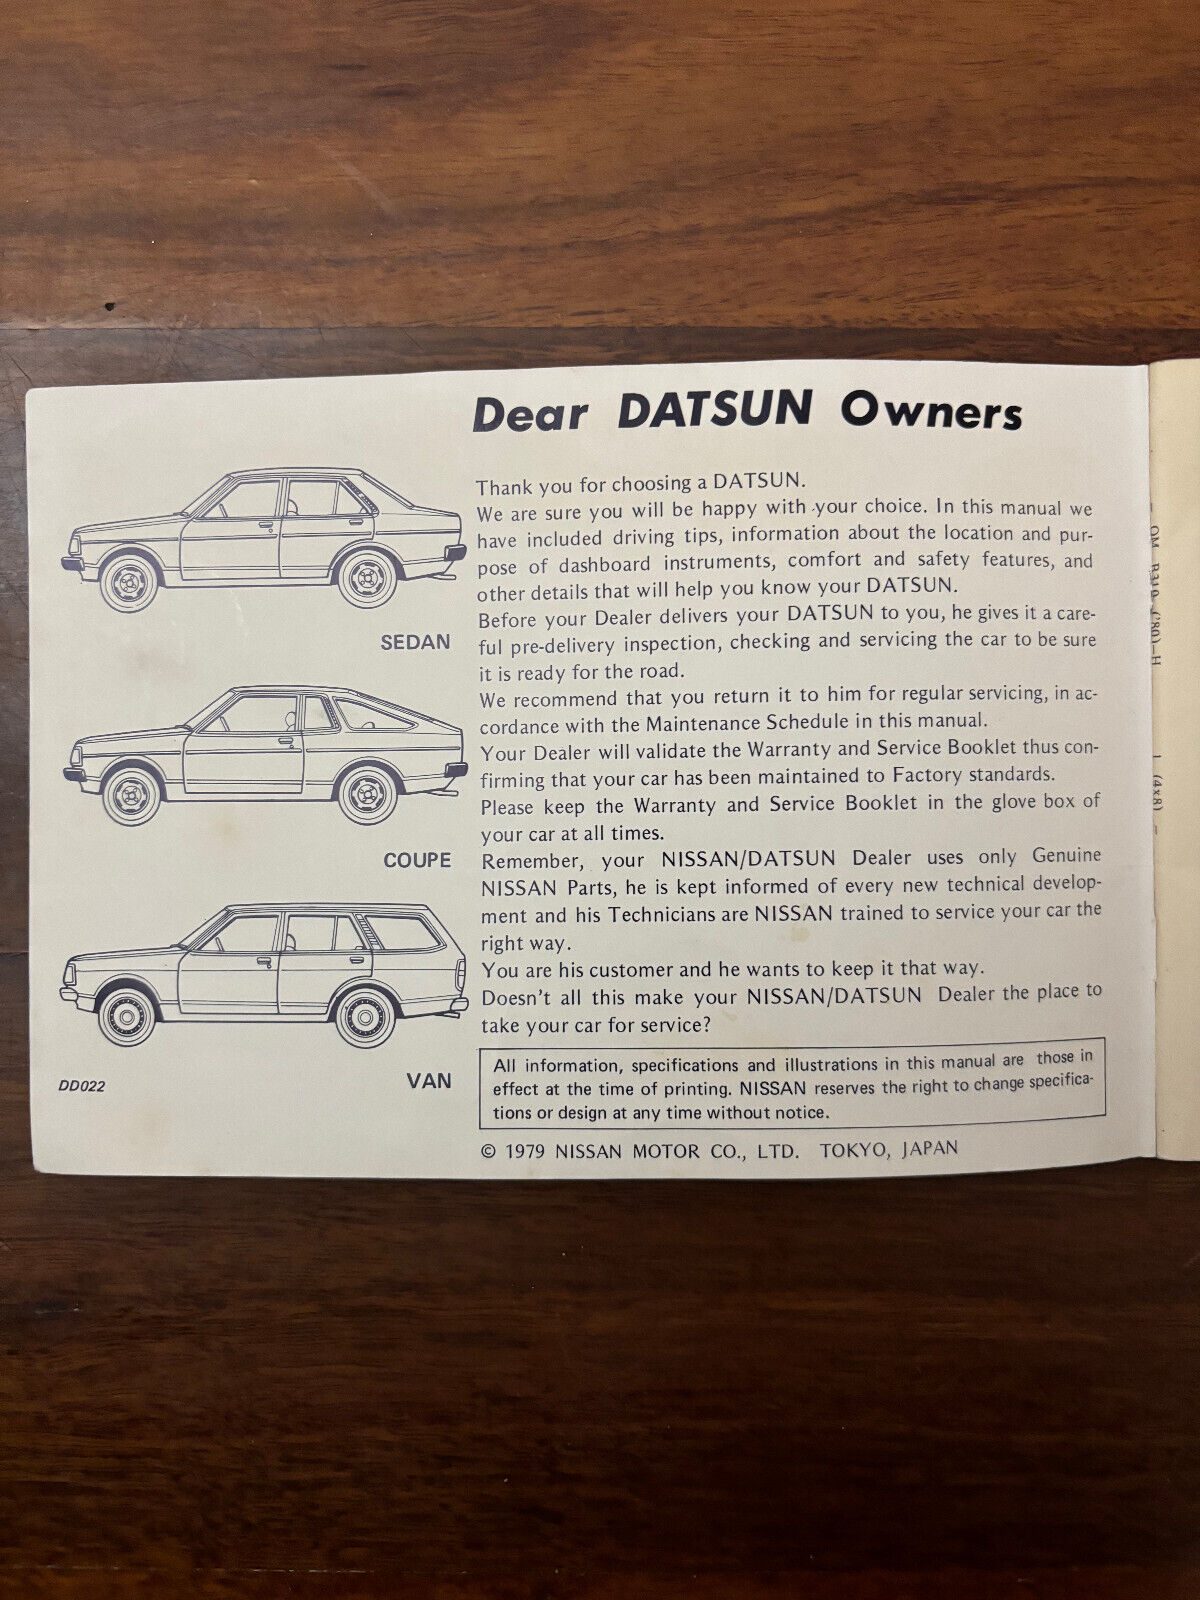 Dear DATSUN Owners
Thank you for choosing a DATSUN.
We are sure you will be happy with your choice. In this manual we
have included driving tips, information about the location and pur-
pose of dashboard instruments, comfort and safety features, and
other details that will help you know your DATSUN.
Before your Dealer delivers your DATSUN to you, he gives it a care-
ful pre-delivery inspection, checking and servicing the car to be sure
it is ready for the road.
We recommend that you return it to him for regular servicing, in ac-
cordance with the Maintenance Schedule in this manual.
Your Dealer will validate the Warranty and Service Booklet thus con-
firming that your car has been maintained to Factory standards.
Please keep the Warranty and Service Booklet in the glove box of
your car at all times.
Remember, your NISSAN/DATSUN Dealer uses only Genuine
NISSAN Parts, he is kept informed of every new technical develop-
ment and his Technicians are NISSAN trained to service your car the
right way.
You are his customer and he wants to keep it that way.
Doesn't all this make your NISSAN/DATSUN Dealer the place to
take your car for service?
All information, specifications and illustrations in this manual are those in
effect at the time of printing. NISSAN reserves the right to change specifica-
tions or design at any time without notice.
© 1979 NISSAN MOTOR CO., LTD. TOKYO, JAPAN
SEDAN
COUPE
VAN
DD022